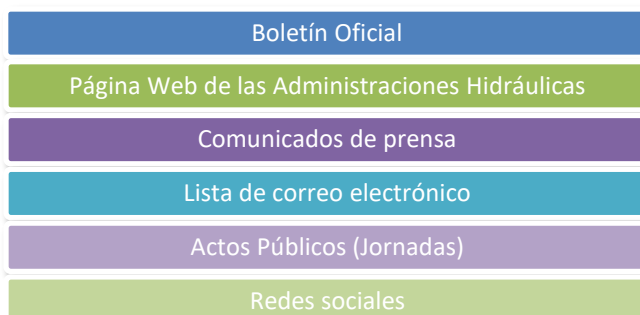 Boletín Oficial
Página Web de las Administraciones Hidráulicas
Comunicados de prensa
Lista de correo electrónico
Actos Públicos (Jornadas)
Redes sociales